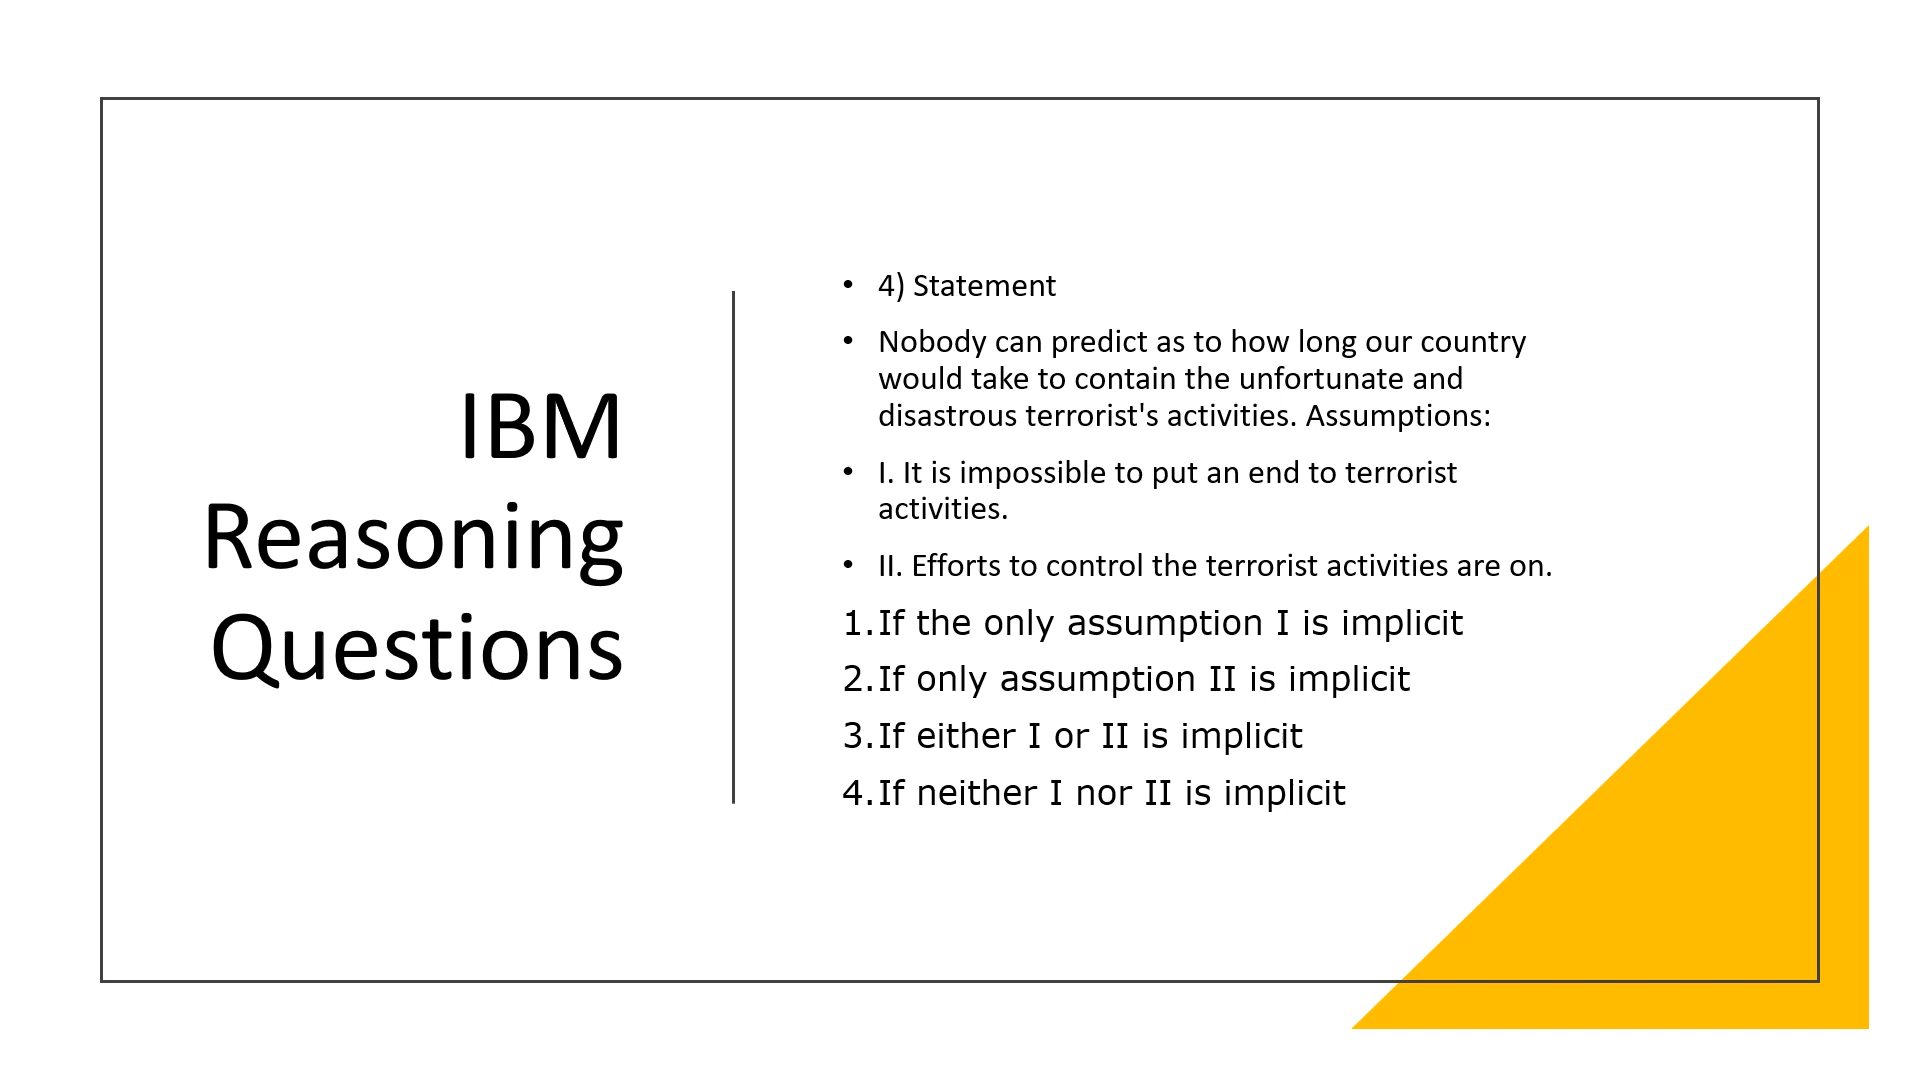 IBM
Reasoning
Questions
• 4) Statement
• Nobody can predict as to how long our country
would take to contain the unfortunate and
disastrous terrorist's activities. Assumptions:
• I. It is impossible to put an end to terrorist
activities.
• II. Efforts to control the terrorist activities are on.
1. If the only assumption I is implicit
2. If only assumption II is implicit
3. If either I or II is implicit
4. If neither I nor II is implicit